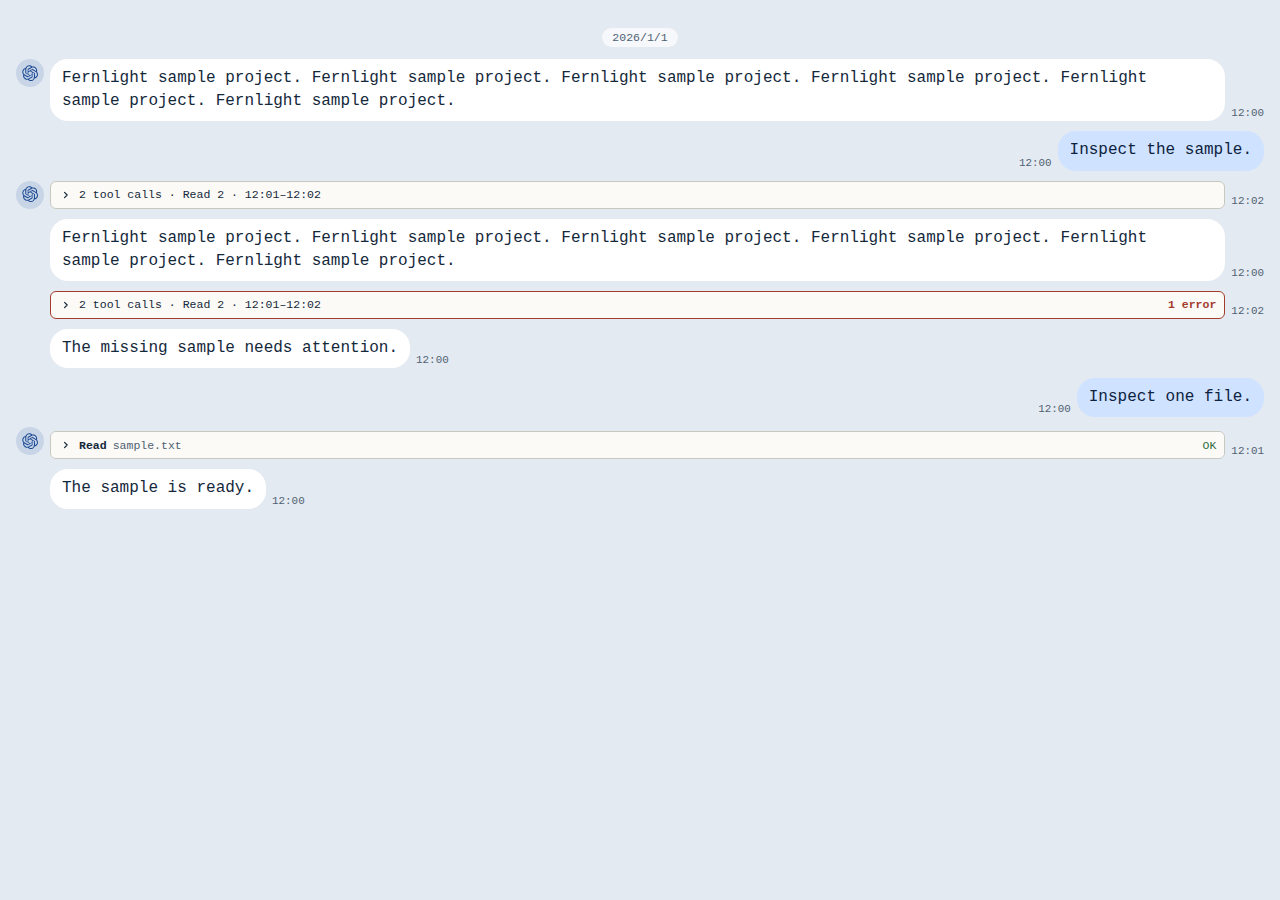 2026/1/1
Fernlight sample project. Fernlight sample project. Fernlight sample project. Fernlight sample project. Fernlight
sample project. Fernlight sample project.
12:00
Inspect the sample.
12:00
2 tool calls · Read 2 · 12:01–12:02
12:02
Fernlight sample project. Fernlight sample project. Fernlight sample project. Fernlight sample project. Fernlight
sample project. Fernlight sample project.
12:00
2 tool calls · Read 2 · 12:01–12:02 1 error
12:02
The missing sample needs attention.
12:00
Inspect one file.
12:00
Read sample.txt OK
12:01
The sample is ready.
12:00